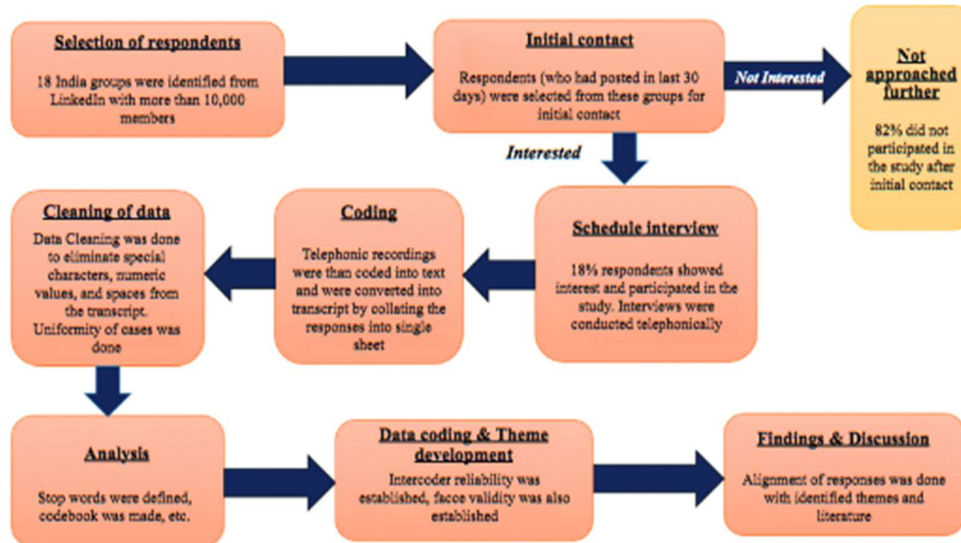 Selection of respondents
18 India groups were identified from
LinkedIn with more than 10,000
members
Initial contact
Respondents (who had posted in last 30
days) were selected from these groups for
initial contact
Not Interested
Not
approached
further
82% did not
participated in
the study after
initial contact
Interested
Schedule interview
18% respondents showed
interest and participated in the
study. Interviews were
conducted telephonically
Coding
Telephonic recordings
were than coded into text
and were converted into
transcript by collating the
responses into single
sheet
Cleaning of data
Data Cleaning was done
to eliminate special
characters, numeric
values, and spaces from
the transcript.
Uniformity of cases was
done
Analysis
Stop words were defined,
codebook was made, etc.
Data coding & Theme
development
Intercoder reliability was
established, facce validity was also
established
Findings & Discussion
Alignment of responses was done
with identified themes and
literature